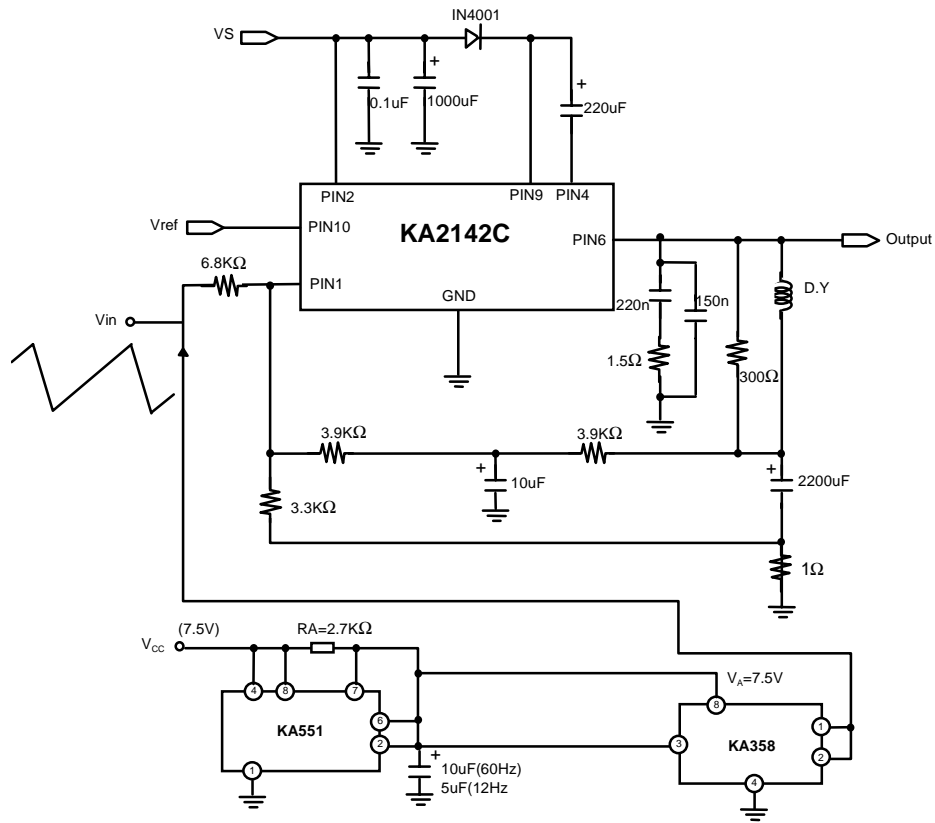 IN4001
VS
+
+
0.1uF
1000uF
220uF
PIN2
PIN9
PIN4
Vref
PIN10
KA2142C
PIN6
Output
6.8KΩ
PIN1
GND
D.Y
220n
150n
Vin
1.5Ω
300Ω
3.9KΩ
3.9KΩ
+
+
10uF
2200uF
3.3KΩ
1Ω
(7.5V)
RA=2.7KΩ
VCC
VA=7.5V
4
8
7
8
6
1
KA551
KA358
2
3
2
+
1
10uF(60Hz)
4
5uF(12Hz